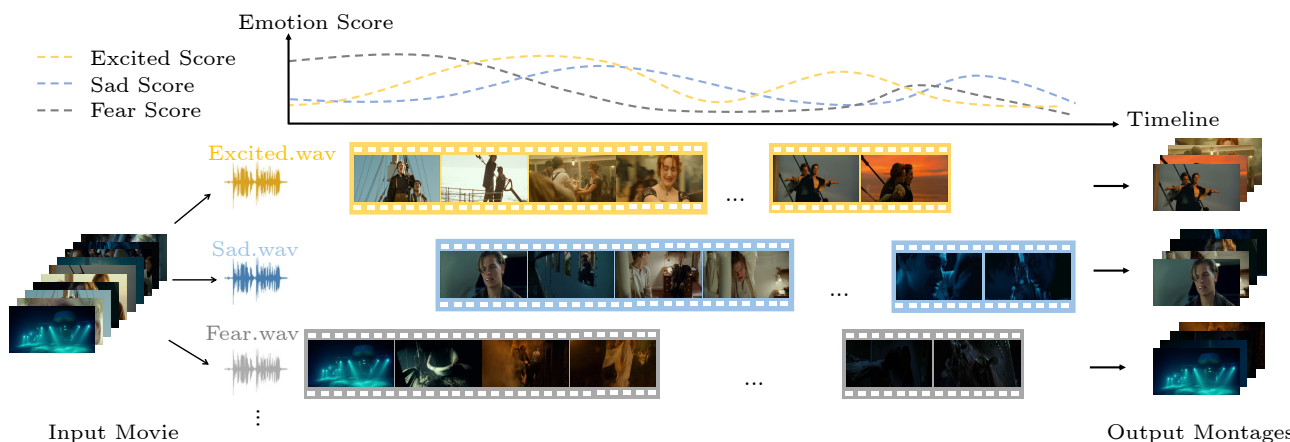 Emotion Score
Excited Score
Sad Score
Fear Score
Timeline
Excited.wav
...
Sad.wav
...
Fear.wav
...
⋮
Input Movie
Output Montages